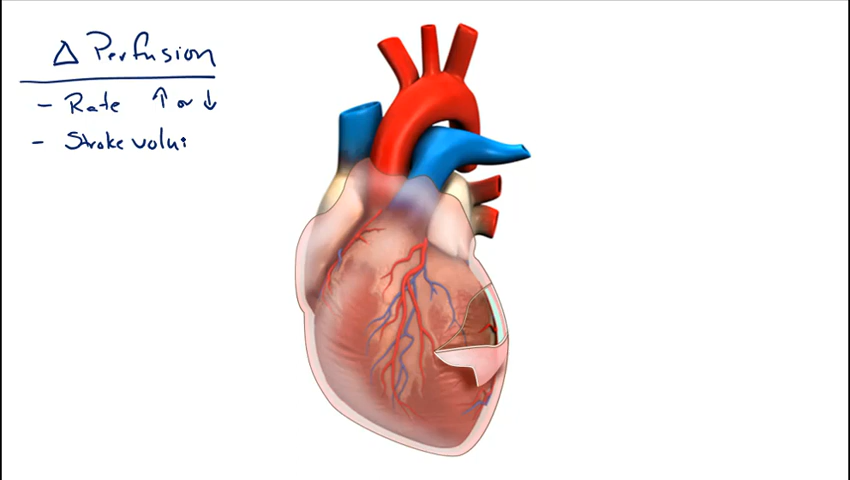 Δ Perfusion
- Rate ↑ or ↓
- Stroke volu